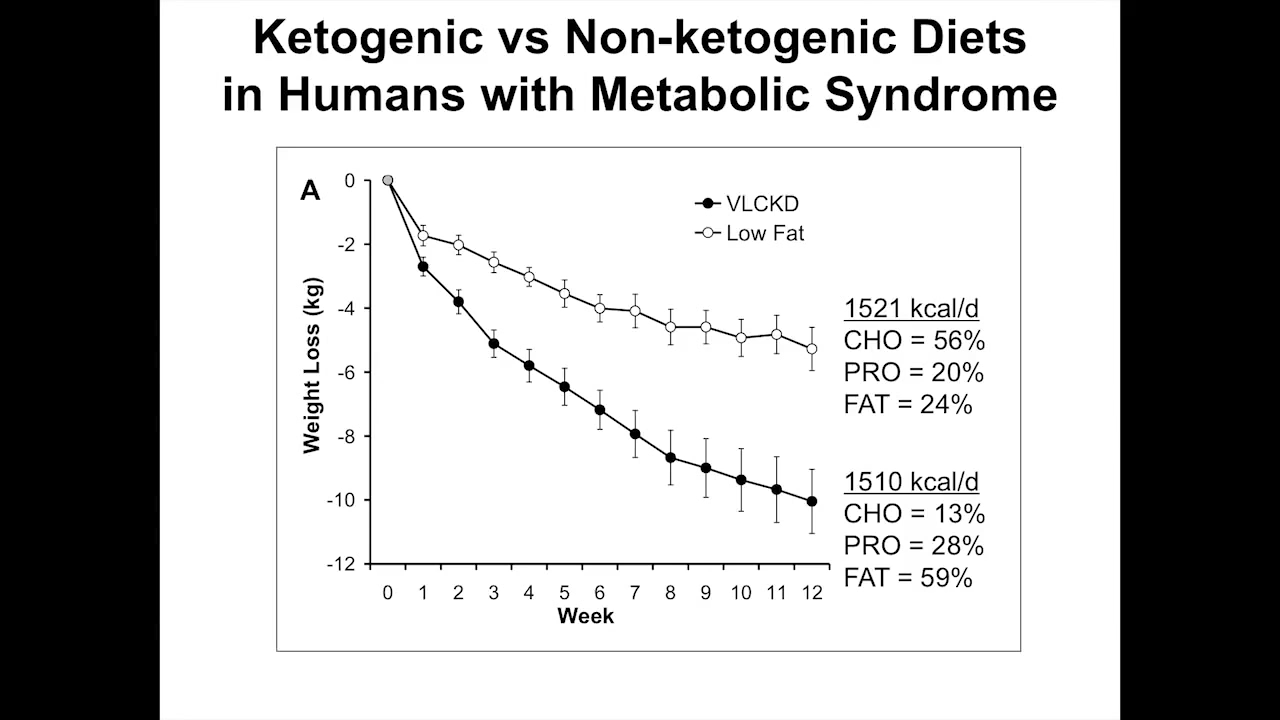 Ketogenic vs Non-ketogenic Diets
in Humans with Metabolic Syndrome
A
VLCKD
Low Fat
0
-2
-4
-6
-8
-10
-12
Weight Loss (kg)
0 1 2 3 4 5 6 7 8 9 10 11 12
Week
1521 kcal/d
CHO = 56%
PRO = 20%
FAT = 24%
1510 kcal/d
CHO = 13%
PRO = 28%
FAT = 59%